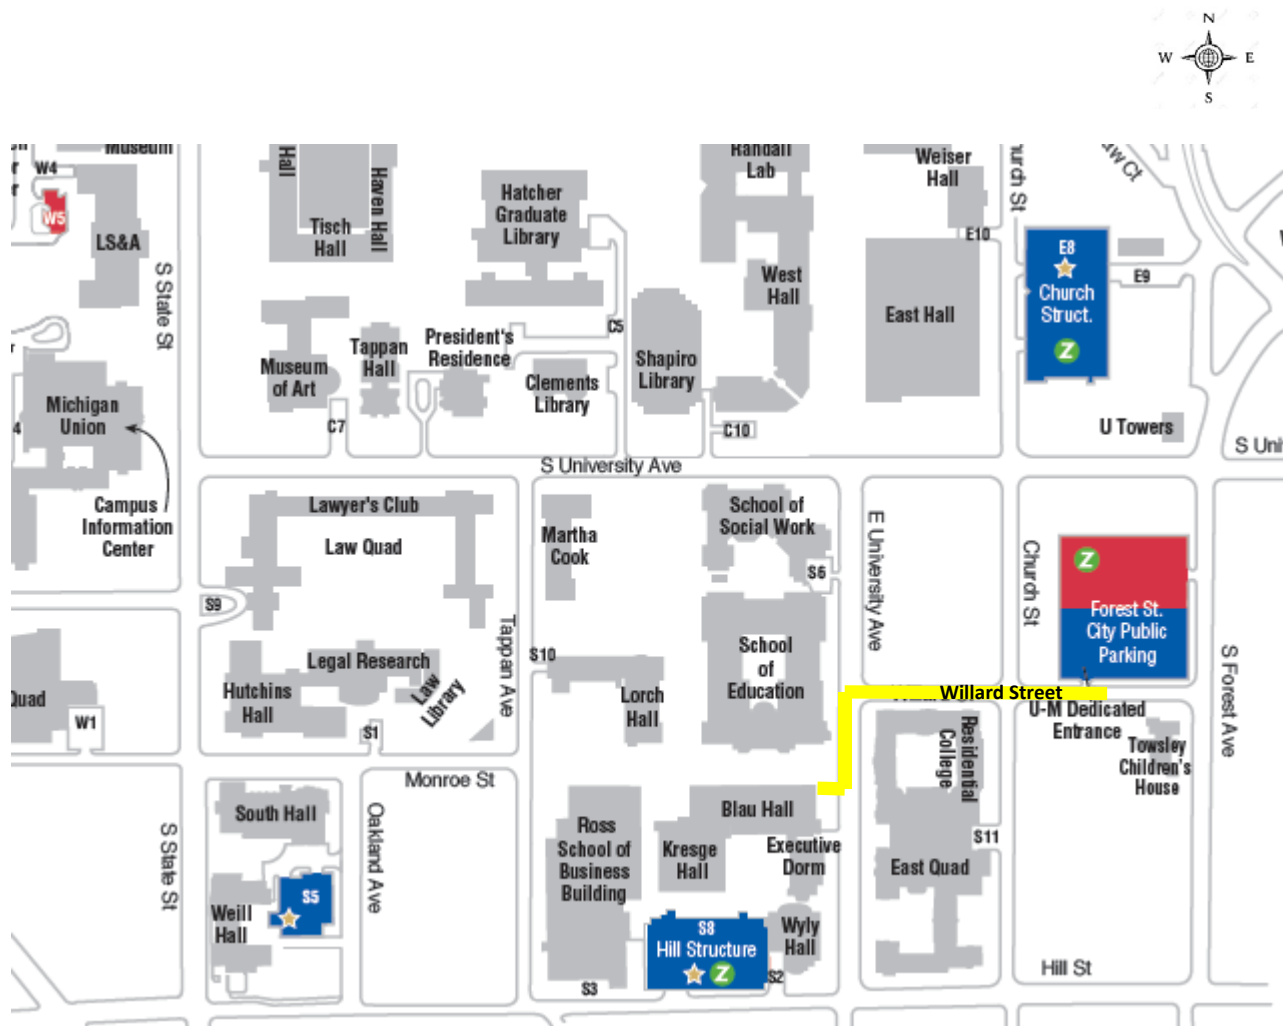 N
W
E
S
Museum
W4
W5
LS&A
S State St
Hall
Haven Hall
Tisch
Hall
Hatcher
Graduate
Library
Randall
Lab
West
Hall
Weiser
Hall
E10
East Hall
E8
Church
Struct.
Z
E9
U Towers
S Uni
Michigan
Union
4
Campus
Information
Center
Museum
of Art
Tappan
Hall
President's
Residence
C5
Clements
Library
Shapiro
Library
C7
C10
S University Ave
Lawyer's Club
Law Quad
Martha
Cook
School of
Social Work
S6
E University Ave
Church St
Z
Forest St.
City Public
Parking
S Forest Ave
S9
Tappan Ave
S10
Legal Research
Law
Library
Hutchins
Hall
S1
Quad
W1
Lorch
Hall
School
of
Education
Willard Street
U-M Dedicated
Entrance
Towsley
Children's
House
Residential
College
Monroe St
South Hall
Oakland Ave
S State St
S5
Weill
Hall
Ross
School of
Business
Building
Blau Hall
Kresge
Hall
Executive
Dorm
S11
East Quad
S8
Hill Structure
Z
Wyly
Hall
S2
S3
Hill St